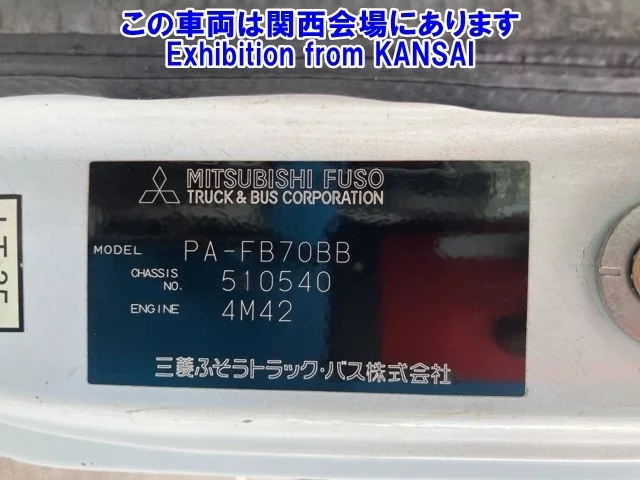 この車両は関西会場にあります
Exhibition from KANSAI
MITSUBISHI FUSO
TRUCK & BUS CORPORATION
MODEL PA-FB70BB
CHASSIS NO. 510540
ENGINE 4M42
三菱ふそうトラック・バス株式会社